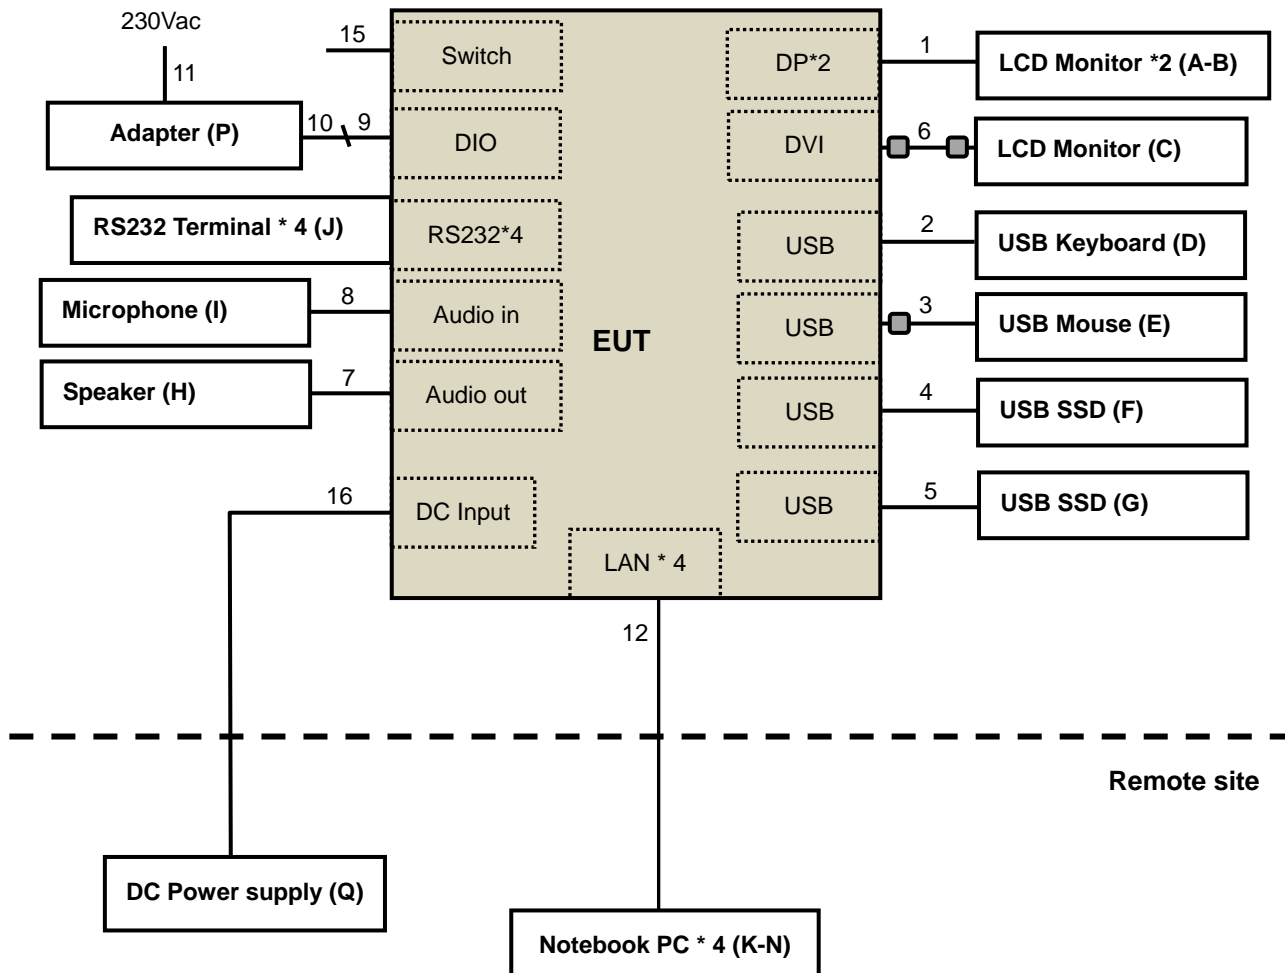 230Vac
15
Switch
DP*2
1
LCD Monitor *2 (A-B)
11
Adapter (P)
10
9
DIO
DVI
6
LCD Monitor (C)
RS232 Terminal * 4 (J)
RS232*4
USB
2
USB Keyboard (D)
Microphone (I)
8
Audio in
EUT
USB
3
USB Mouse (E)
Speaker (H)
7
Audio out
USB
4
USB SSD (F)
16
DC Input
USB
5
USB SSD (G)
LAN * 4
12
Remote site
DC Power supply (Q)
Notebook PC * 4 (K-N)